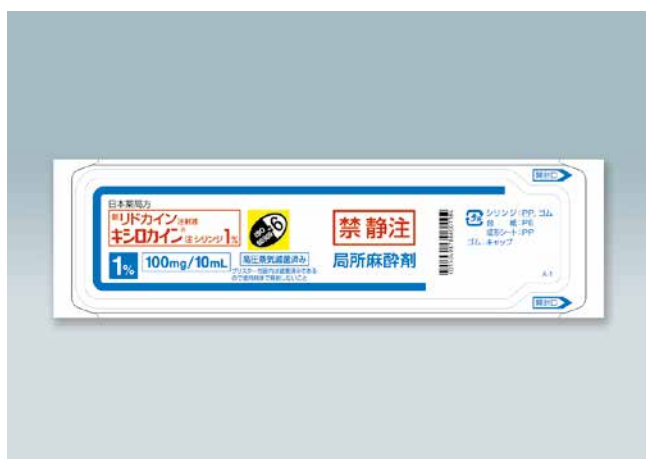 開封口
日本薬局方
劇 リドカイン注射液
キシロカイン® 注シリンジ1%
1% 100mg/10mL 高圧蒸気滅菌済み
ブリスター包装内は滅菌済みである
ので使用時まで開封しないこと
禁 静注
局所麻酔剤
シリンジ:PP, ゴム
台　紙:PE
成形シート:PP
ゴム:キャップ
開封口